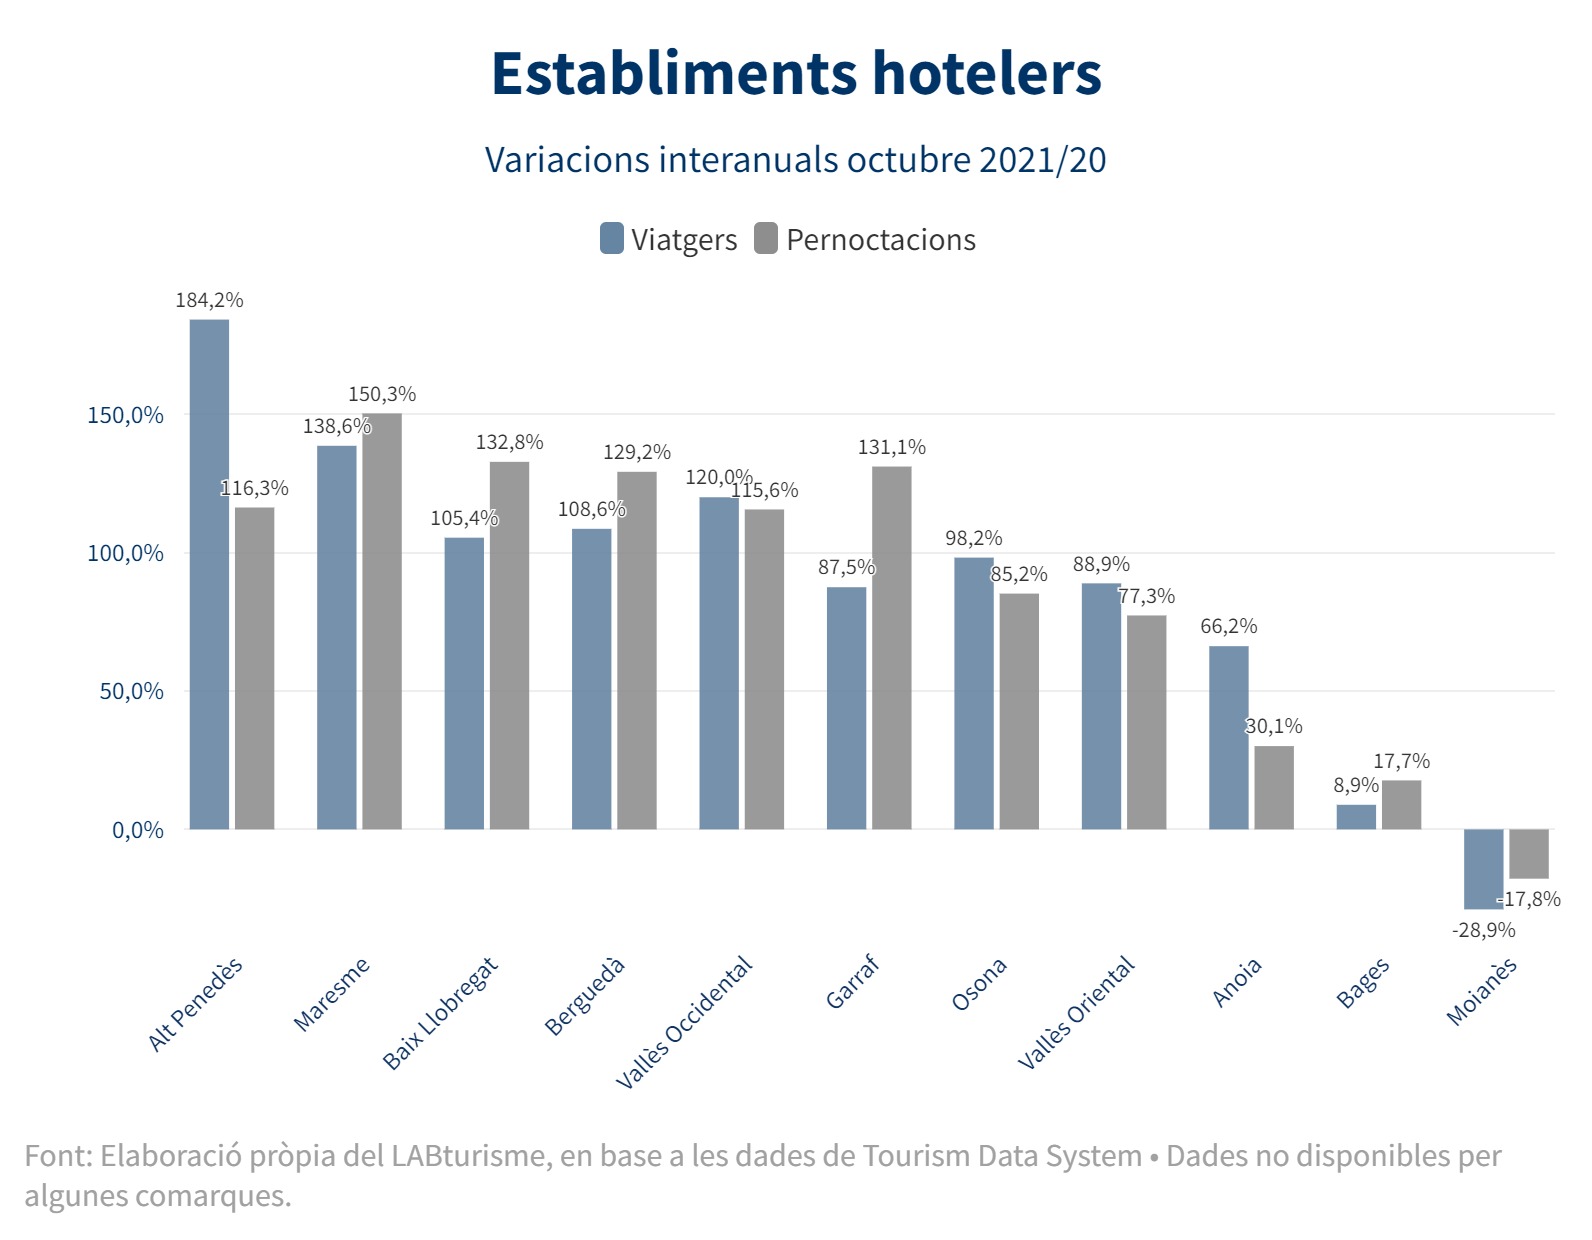 Establiments hotelers
Variacions interanuals octubre 2021/20
Viatgers Pernoctacions
184,2%
116,3%
138,6%
150,3%
105,4%
132,8%
108,6%
129,2%
120,0%
115,6%
87,5%
131,1%
98,2%
85,2%
88,9%
77,3%
66,2%
30,1%
8,9%
17,7%
-28,9%
-17,8%
150,0%
100,0%
50,0%
0,0%
Alt Penedès
Maresme
Baix Llobregat
Berguedà
Vallès Occidental
Garraf
Osona
Vallès Oriental
Anoia
Bages
Moianès
Font: Elaboració pròpia del LABturisme, en base a les dades de Tourism Data System • Dades no disponibles per
algunes comarques.